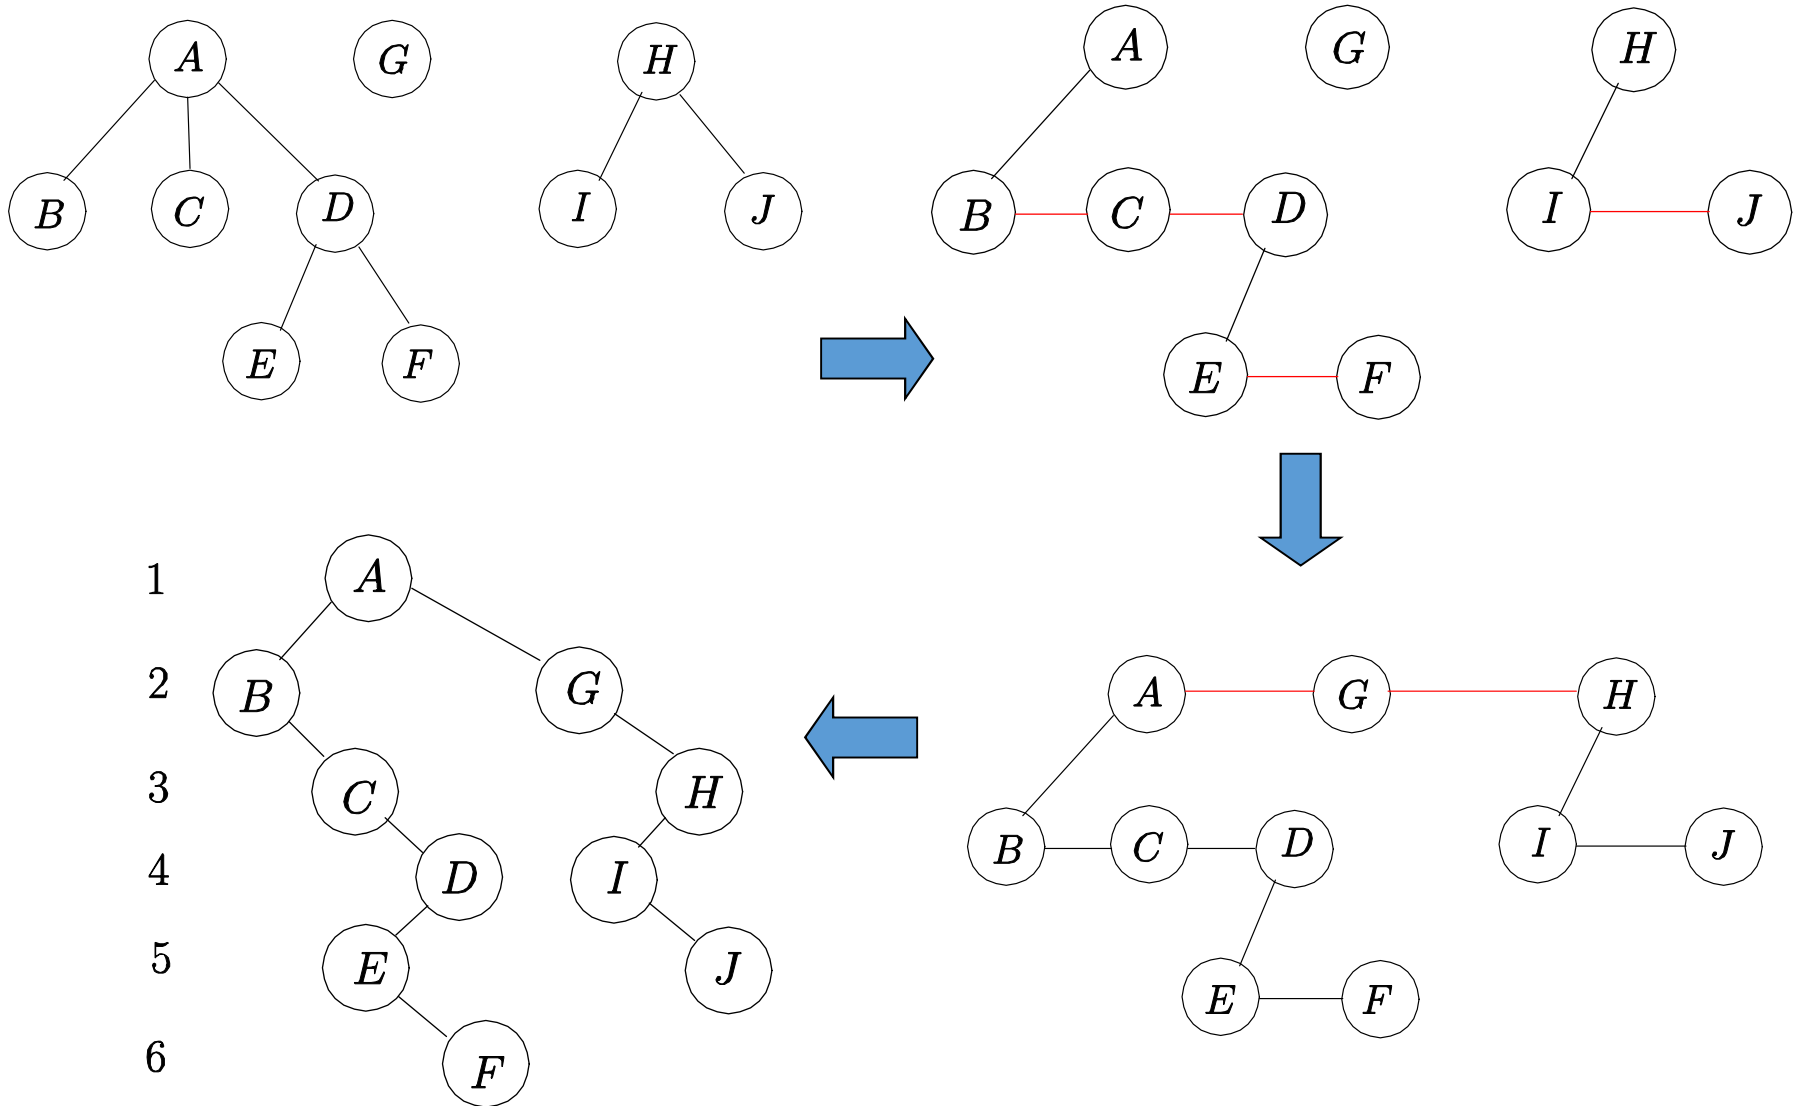 A G H
B C D I J
E F
A G H
B C D I J
E F
1 A
2 B G
3 C H
4 D I
5 E J
6 F
A G H
B C D I J
E F